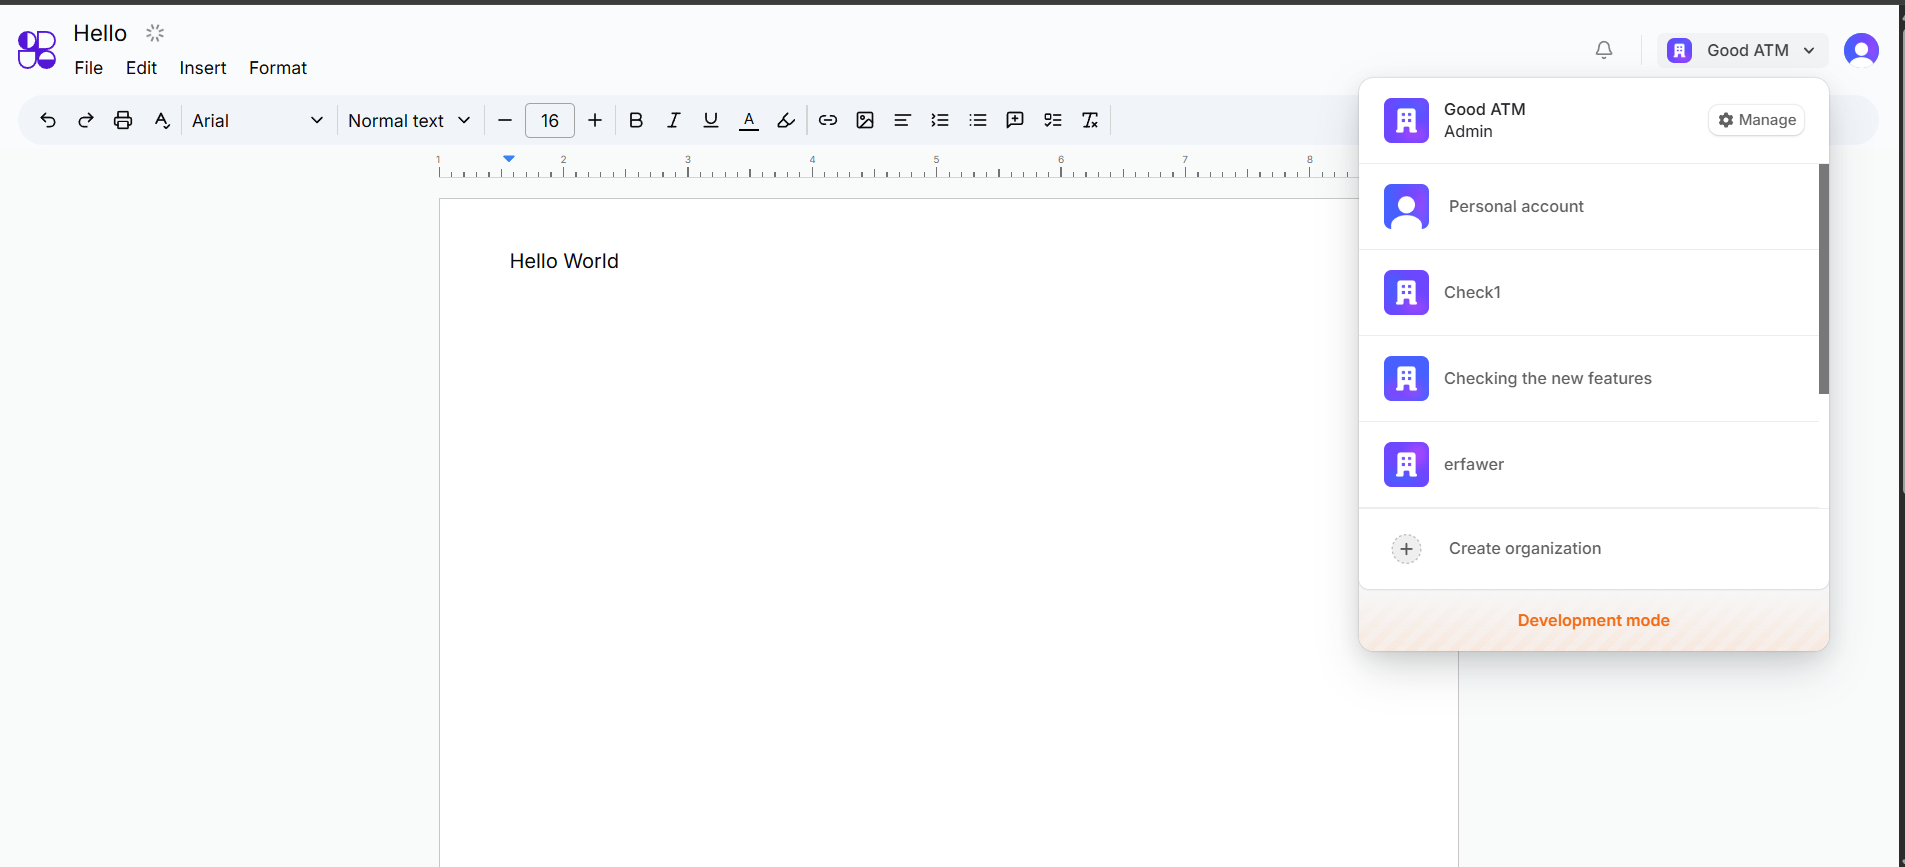 Hello
File Edit Insert Format
Good ATM
Arial Normal text 16 B I U A
1 2 3 4 5 6 7 8
Hello World
Good ATM
Admin
Manage
Personal account
Check1
Checking the new features
erfawer
Create organization
Development mode